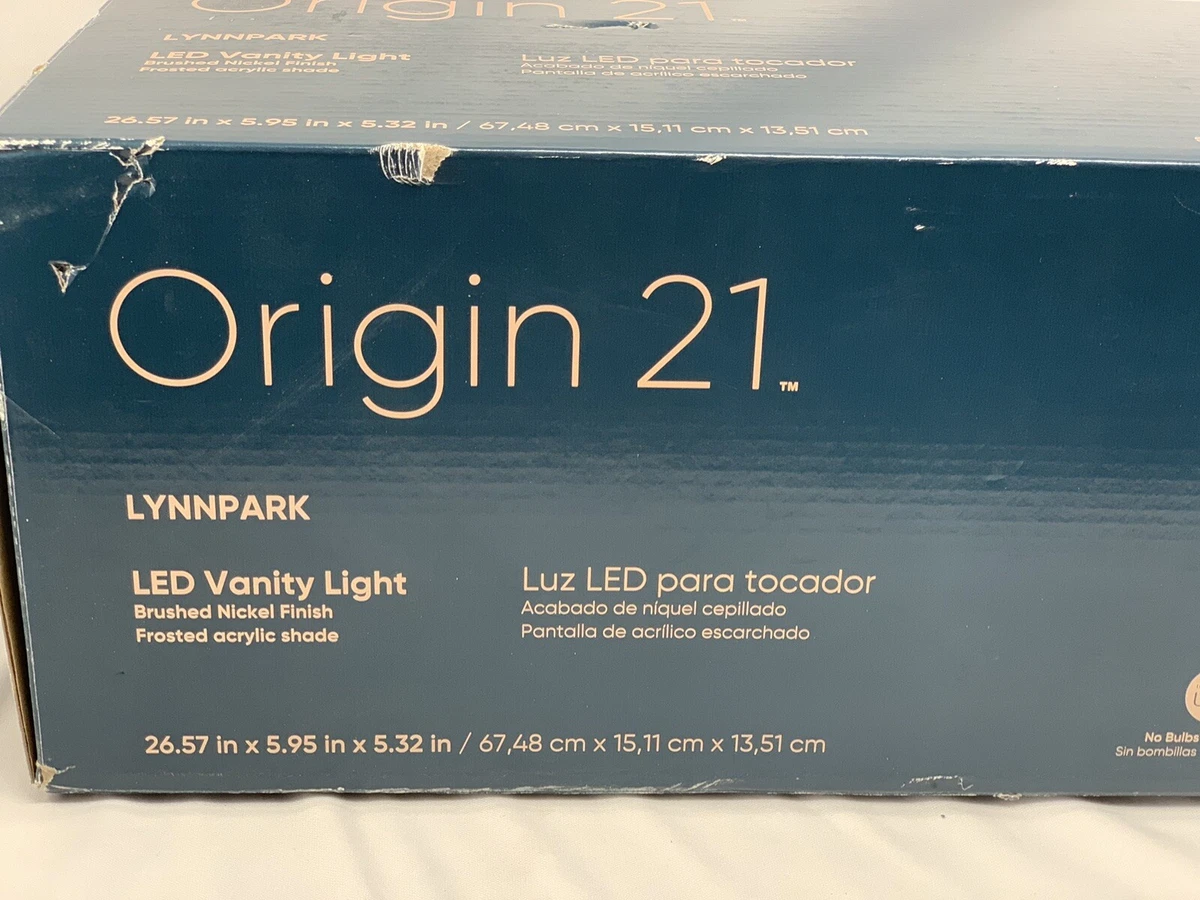 Origin 21
LYNNPARK
LED Vanity Light
Brushed Nickel Finish
Frosted acrylic shade
Luz LED para tocador
Acabado de níquel cepillado
Pantalla de acrílico escarchado
26.57 in x 5.95 in x 5.32 in / 67,48 cm x 15,11 cm x 13,51 cm
Origin 21™
LYNNPARK
LED Vanity Light
Brushed Nickel Finish
Frosted acrylic shade
Luz LED para tocador
Acabado de níquel cepillado
Pantalla de acrílico escarchado
26.57 in x 5.95 in x 5.32 in / 67,48 cm x 15,11 cm x 13,51 cm
No Bulbs
Sin bombillas